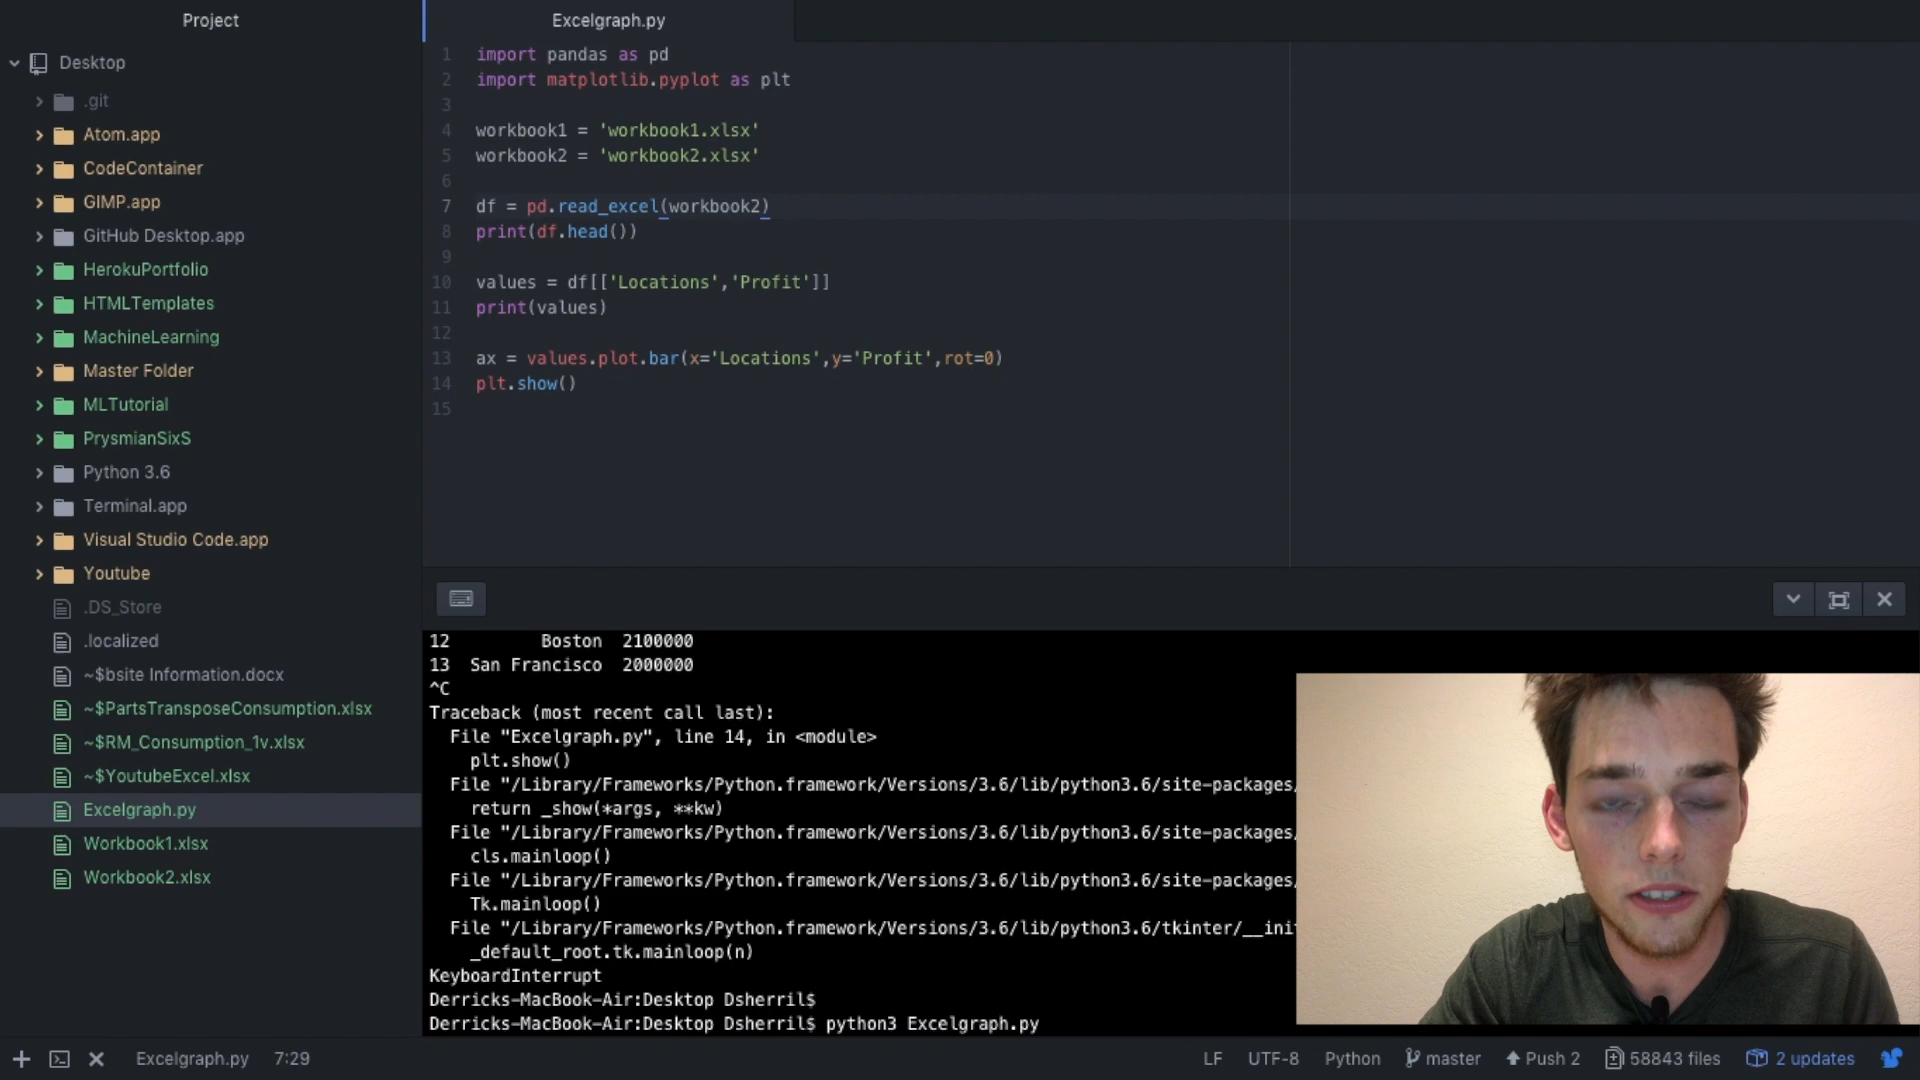 Project
Desktop
.git
Atom.app
CodeContainer
GIMP.app
GitHub Desktop.app
HerokuPortfolio
HTMLTemplates
MachineLearning
Master Folder
MLTutorial
PrysmianSixS
Python 3.6
Terminal.app
Visual Studio Code.app
Youtube
.DS_Store
.localized
~$bsite Information.docx
~$PartsTransposeConsumption.xlsx
~$RM_Consumption_1v.xlsx
~$YoutubeExcel.xlsx
Excelgraph.py
Workbook1.xlsx
Workbook2.xlsx
Excelgraph.py
1 import pandas as pd
2 import matplotlib.pyplot as plt
3
4 workbook1 = 'workbook1.xlsx'
5 workbook2 = 'workbook2.xlsx'
6
7 df = pd.read_excel(workbook2)
8 print(df.head())
9
10 values = df[['Locations','Profit']]
11 print(values)
12
13 ax = values.plot.bar(x='Locations',y='Profit',rot=0)
14 plt.show()
15
12 Boston 2100000
13 San Francisco 2000000
^C
Traceback (most recent call last):
File "Excelgraph.py", line 14, in <module>
plt.show()
File "/Library/Frameworks/Python.framework/Versions/3.6/lib/python3.6/site-packages/
return _show(*args, **kw)
File "/Library/Frameworks/Python.framework/Versions/3.6/lib/python3.6/site-packages/
cls.mainloop()
File "/Library/Frameworks/Python.framework/Versions/3.6/lib/python3.6/site-packages/
Tk.mainloop()
File "/Library/Frameworks/Python.framework/Versions/3.6/lib/python3.6/tkinter/__ini
_default_root.tk.mainloop(n)
KeyboardInterrupt
Derricks-MacBook-Air:Desktop Dsherril$
Derricks-MacBook-Air:Desktop Dsherril$ python3 Excelgraph.py
Excelgraph.py 7:29 LF UTF-8 Python master Push 2 58843 files 2 updates